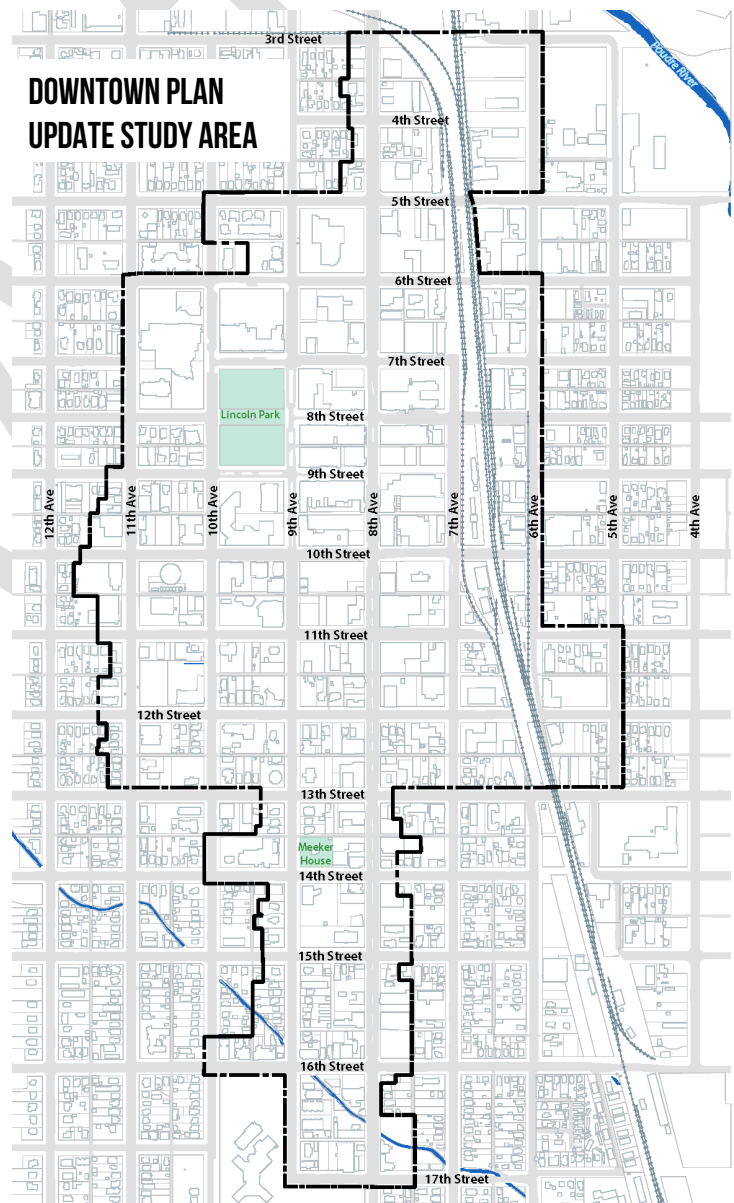 3rd Street
Poudre River
DOWNTOWN PLAN
UPDATE STUDY AREA
4th Street
5th Street
6th Street
7th Street
Lincoln Park
8th Street
9th Street
12th Ave
11th Ave
10th Ave
9th Ave
8th Ave
7th Ave
6th Ave
5th Ave
4th Ave
10th Street
11th Street
12th Street
13th Street
Meeker
House
14th Street
15th Street
16th Street
17th Street